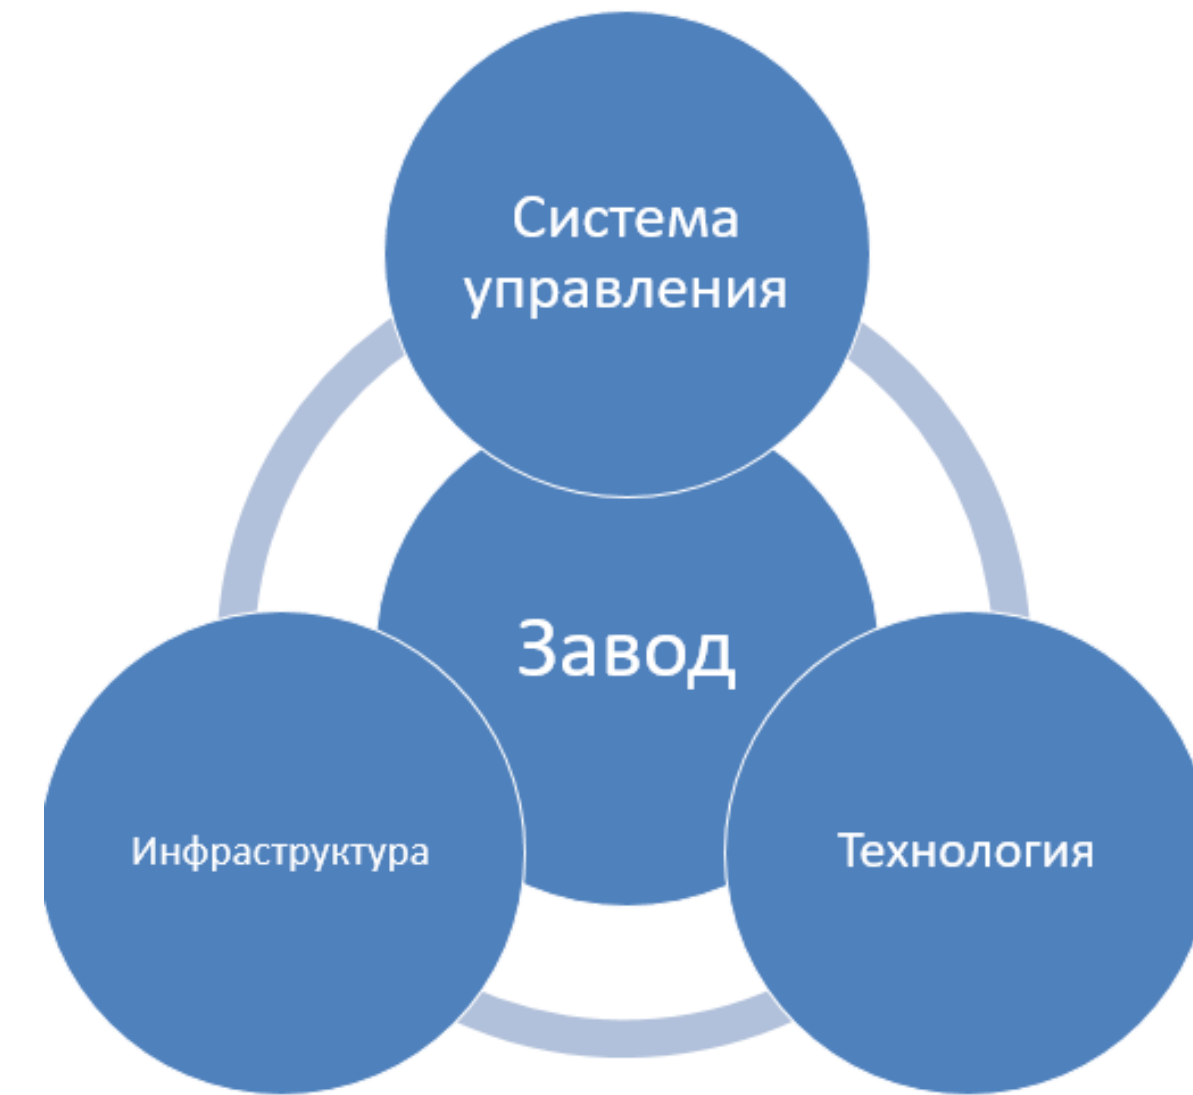 Система
управления
Завод
Инфраструктура
Технология